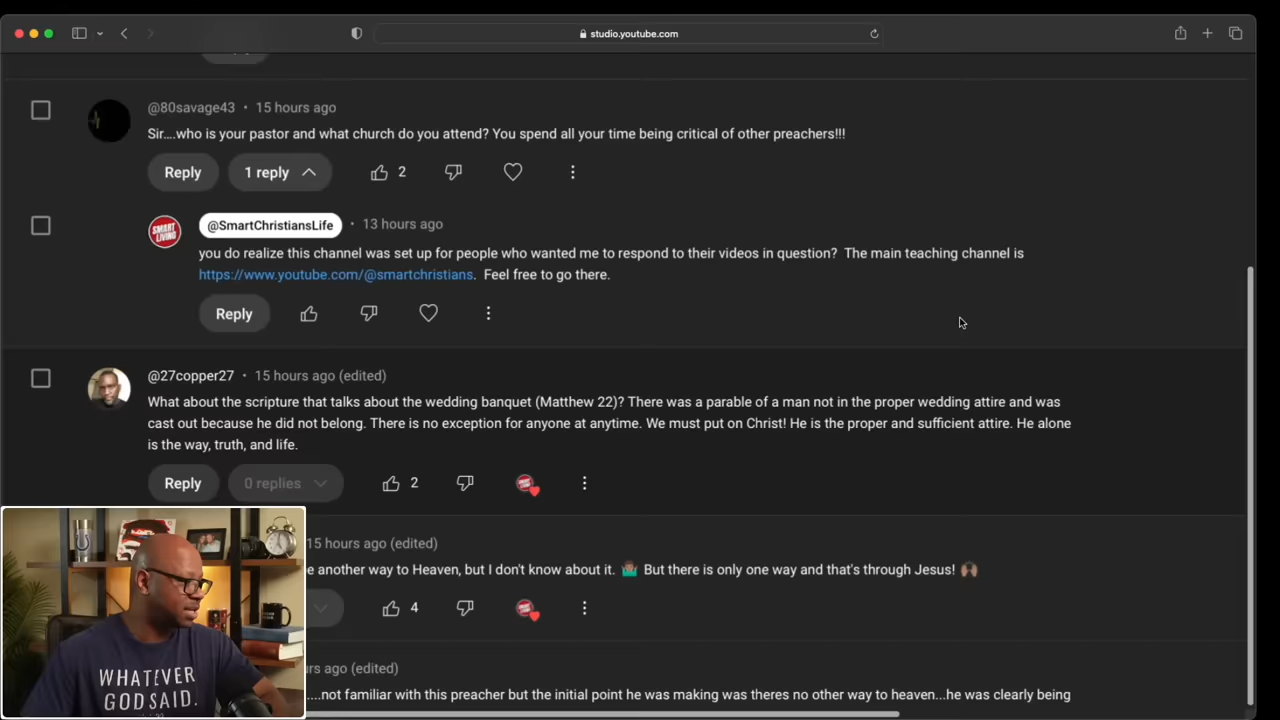 studio.youtube.com
@80savage43 • 15 hours ago
Sir....who is your pastor and what church do you attend? You spend all your time being critical of other preachers!!!
Reply 1 reply 2
SMART LIVING
@SmartChristiansLife • 13 hours ago
you do realize this channel was set up for people who wanted me to respond to their videos in question? The main teaching channel is
https://www.youtube.com/@smartchristians. Feel free to go there.
Reply
@27copper27 • 15 hours ago (edited)
What about the scripture that talks about the wedding banquet (Matthew 22)? There was a parable of a man not in the proper wedding attire and was
cast out because he did not belong. There is no exception for anyone at anytime. We must put on Christ! He is the proper and sufficient attire. He alone
is the way, truth, and life.
Reply 0 replies 2
15 hours ago (edited)
e another way to Heaven, but I don't know about it. 🤷🏾‍♂️ But there is only one way and that's through Jesus! 🙌🏾
4
rs ago (edited)
....not familiar with this preacher but the initial point he was making was theres no other way to heaven...he was clearly being
WHATEVER
GOD SAID.